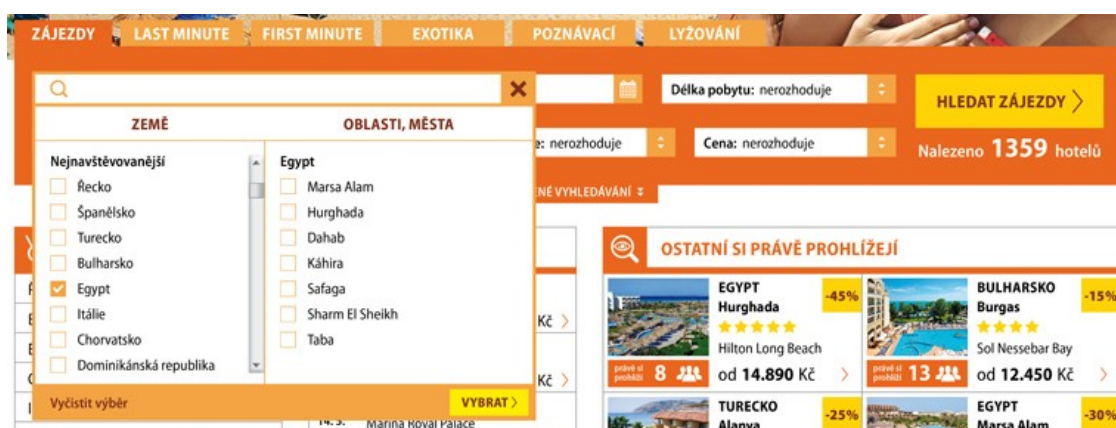 ZÁJEZDY LAST MINUTE FIRST MINUTE EXOTIKA POZNÁVACÍ LYŽOVÁNÍ
Délka pobytu: nerozhoduje
HLEDAT ZÁJEZDY
ZEMĚ OBLASTI, MĚSTA
nerozhoduje Cena: nerozhoduje
Nalezeno 1359 hotelů
Nejnavštěvovanější
Řecko
Španělsko
Turecko
Bulharsko
Egypt
Itálie
Chorvatsko
Dominikánská republika
Egypt
Marsa Alam
Hurghada
Dahab
Káhira
Safaga
Sharm El Sheikh
Taba
Vyčistit výběr VYBRAT
VYHLEDÁVÁNÍ
Kč
Kč
14. 3. Marina Royal Palace
OSTATNÍ SI PRÁVĚ PROHLÍŽEJÍ
EGYPT
Hurghada
-45%
Hilton Long Beach
právě si prohlíží 8
od 14.890 Kč
BULHARSKO
Burgas
-15%
Sol Nessebar Bay
právě si prohlíží 13
od 12.450 Kč
TURECKO
Alanya
-25%
EGYPT
Marsa Alam
-30%